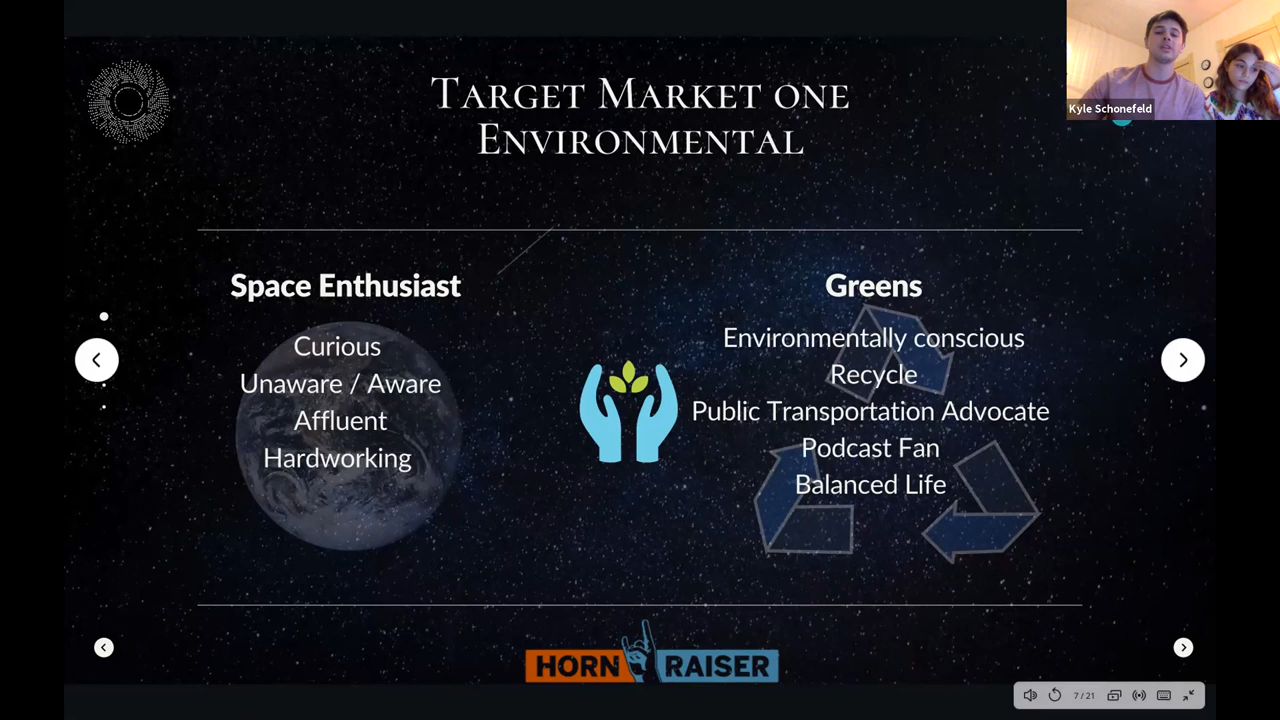 TARGET MARKET ONE
ENVIRONMENTAL
Kyle Schonefeld
Space Enthusiast
Curious
Unaware / Aware
Affluent
Hardworking
Greens
Environmentally conscious
Recycle
Public Transportation Advocate
Podcast Fan
Balanced Life
HORN RAISER
7 / 21